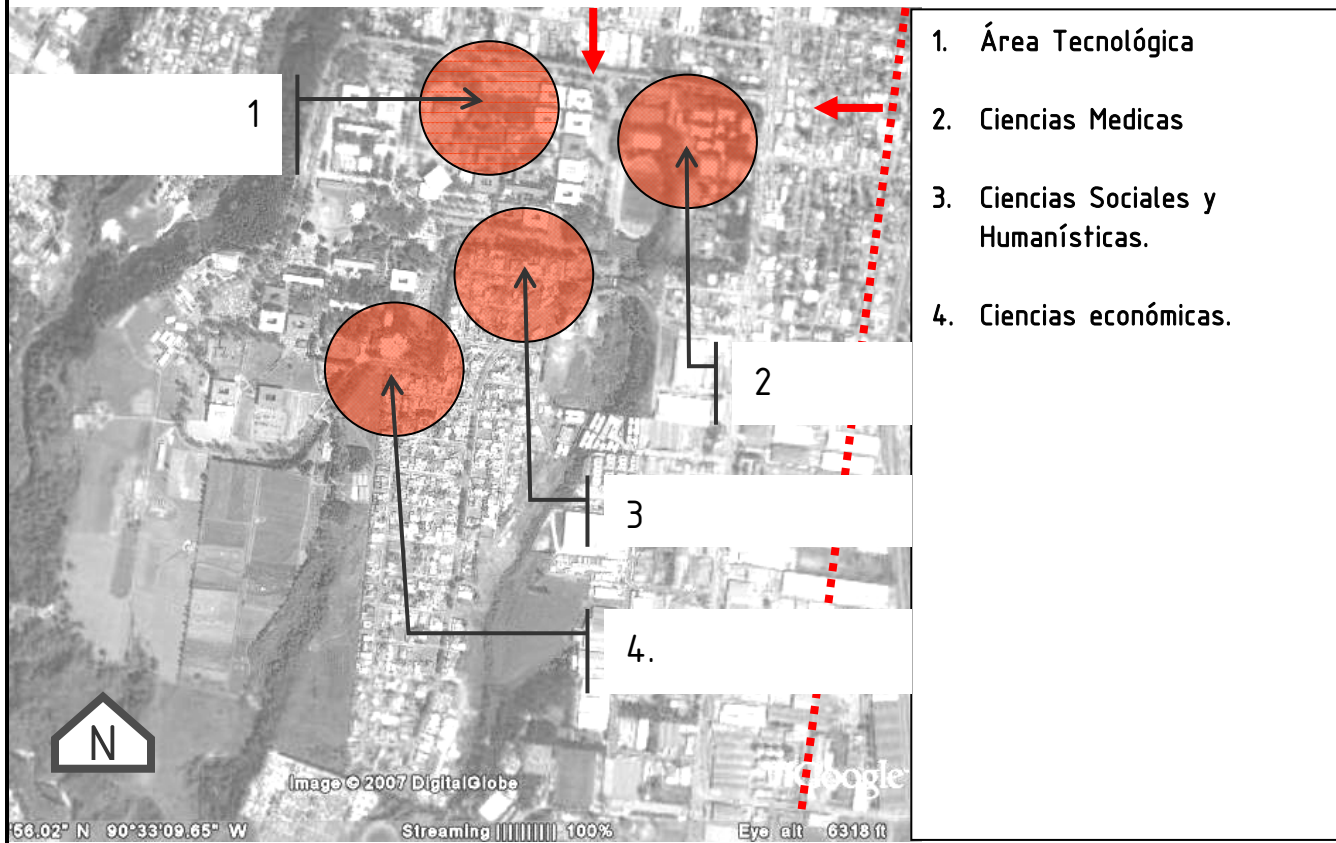 1
2
3
4.
N
Image © 2007 DigitalGlobe
Google
56.02" N 90°33'09.65" W
Streaming |||||||||| 100%
Eye alt 6318 ft
1. Área Tecnológica
2. Ciencias Medicas
3. Ciencias Sociales y
Humanísticas.
4. Ciencias económicas.